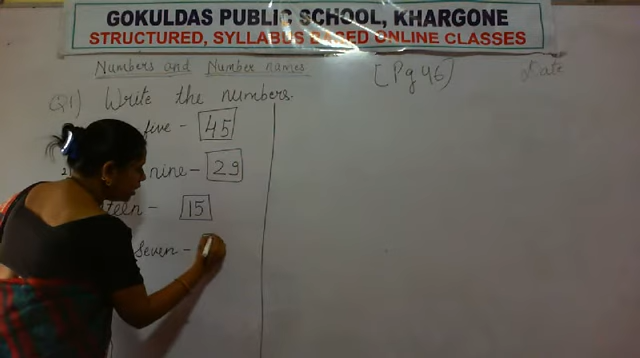 GOKULDAS PUBLIC SCHOOL, KHARGONE
STRUCTURED, SYLLABUS BASED ONLINE CLASSES
Numbers and Number names
[Pg 46)
Date
Q1) Write the numbers.
five - 45
nine - 29
teen - 15
Seven -